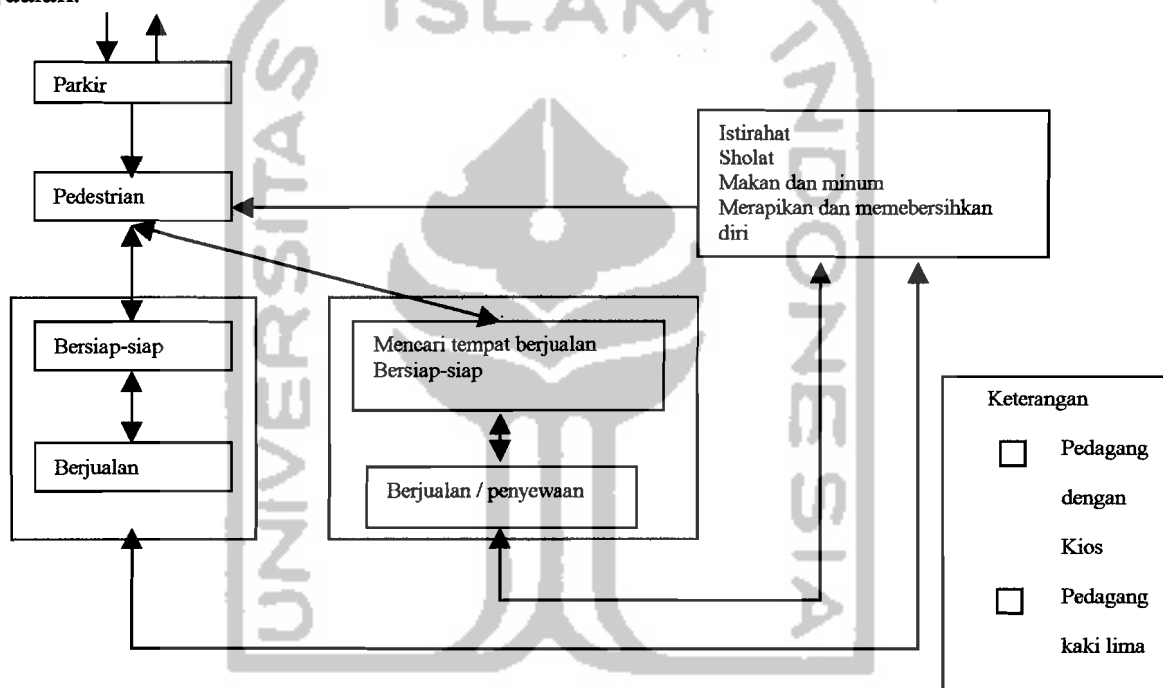 Parkir
Pedestrian
Istirahat
Sholat
Makan dan minum
Merapikan dan memebersihkan
diri
Bersiap-siap
Berjualan
Mencari tempat berjualan
Bersiap-siap
Berjualan / penyewaan
Keterangan
Pedagang
dengan
Kios
Pedagang
kaki lima
UNIVERSITAS
ISLAM
INDONESIA